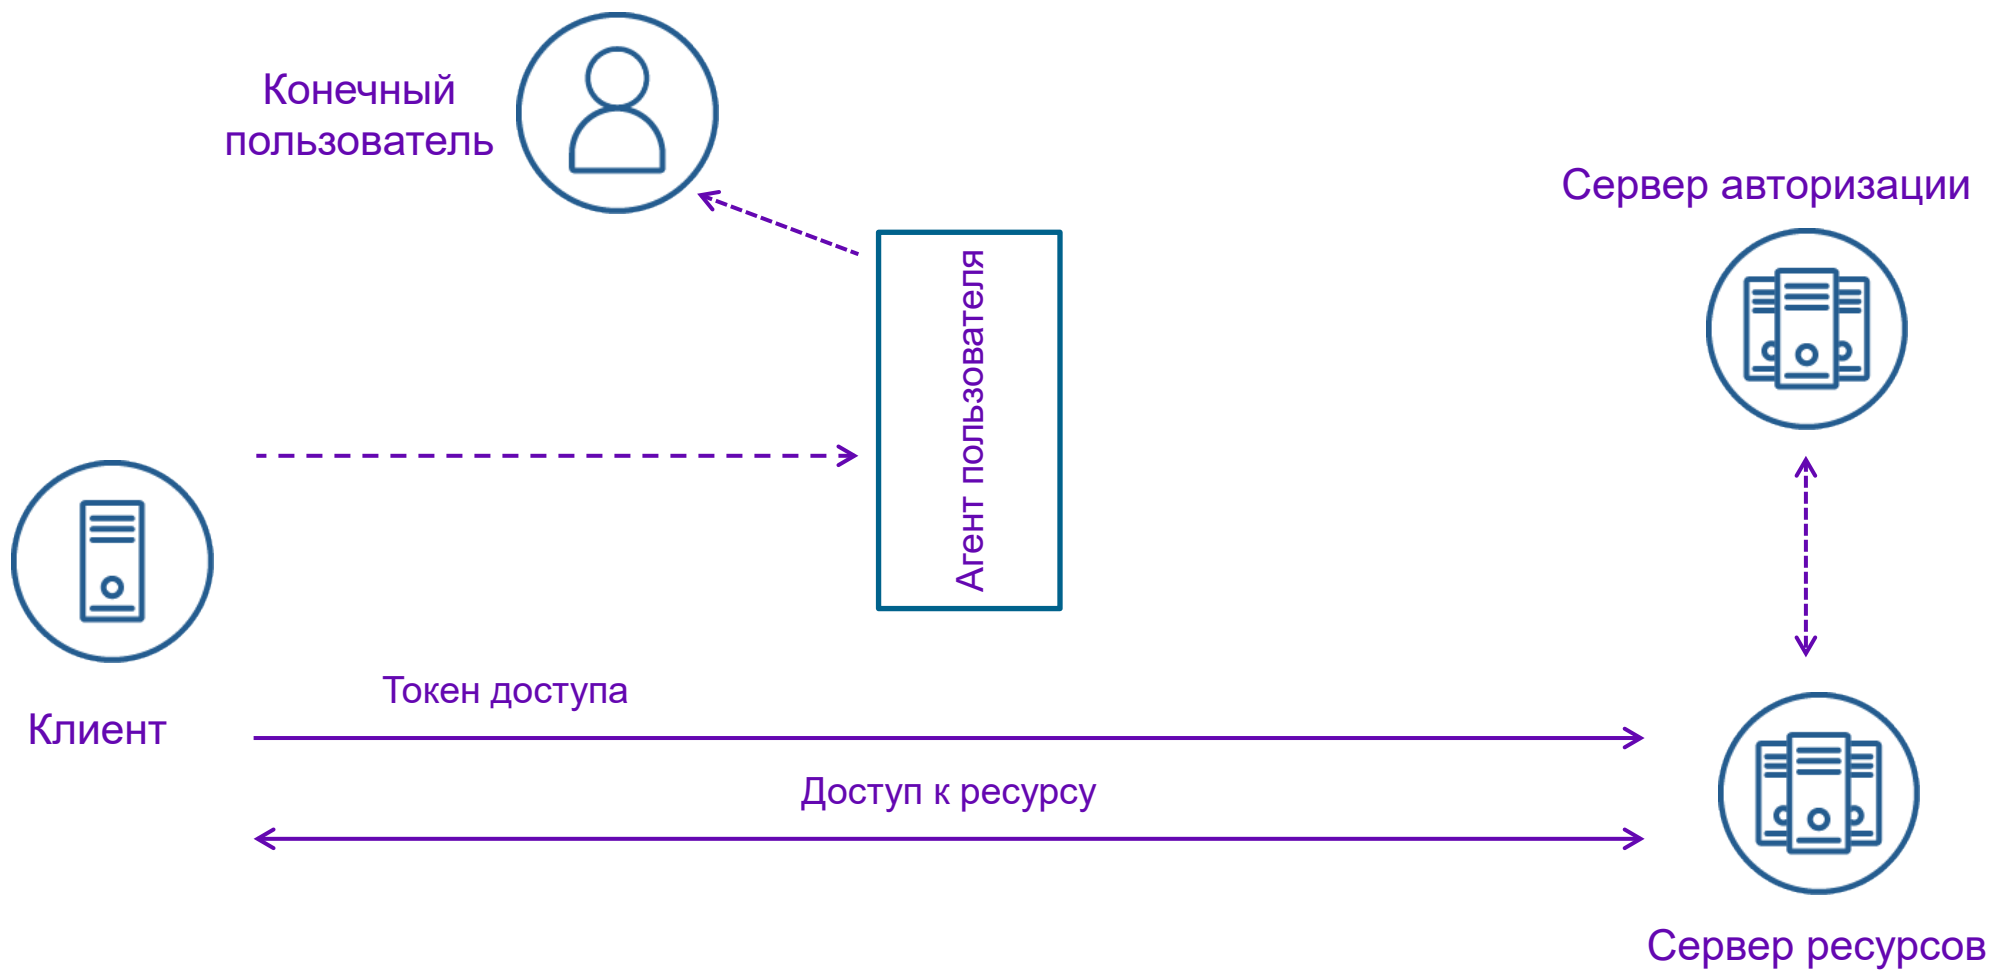 Конечный
пользователь
Сервер авторизации
Агент пользователя
Токен доступа
Клиент
Доступ к ресурсу
Сервер ресурсов